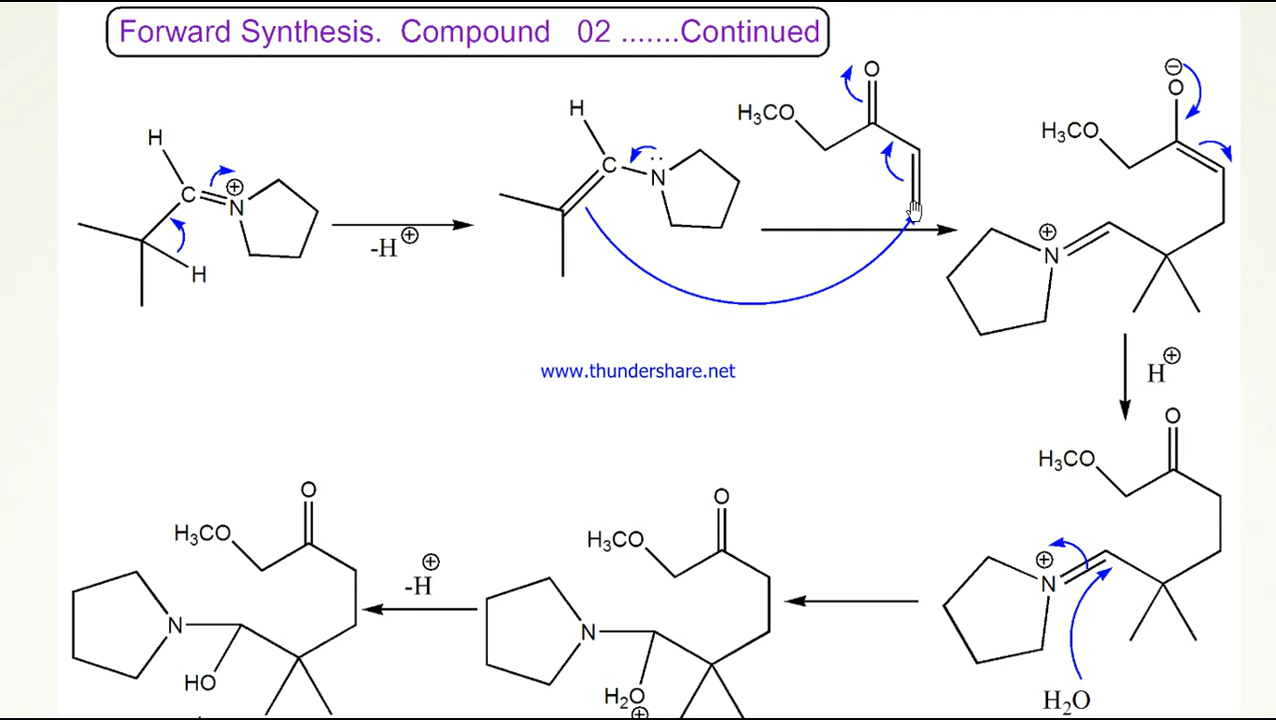 Forward Synthesis. Compound 02 .......Continued
H
C
⊕
N
H
-H⊕
H
C
N
H₃CO
O
⊖
O
H₃CO
⊕
N
www.thundershare.net
H⊕
O
H₃CO
⊕
N
H₂O
O
H₃CO
N
H₂O
⊕
-H⊕
O
H₃CO
N
HO